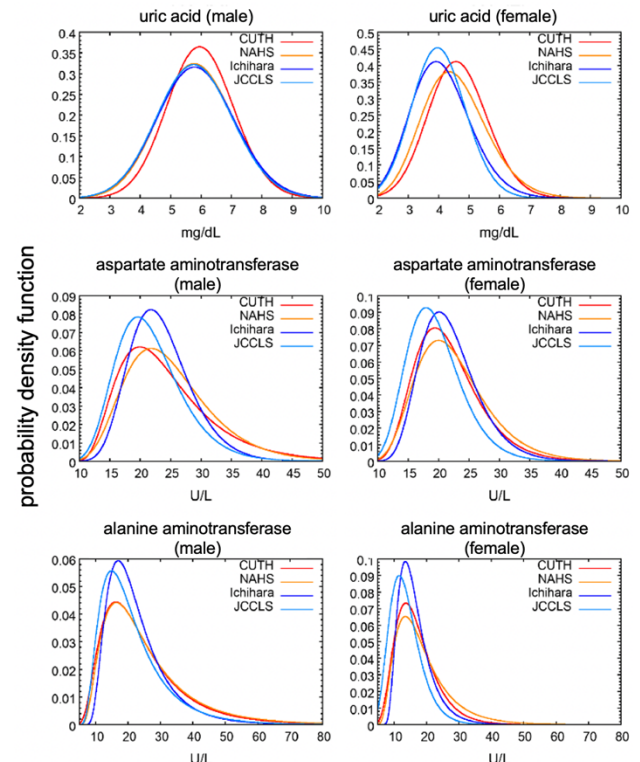 uric acid (male)
CUTH
NAHS
Ichihara
JCCLS
0.4
0.35
0.3
0.25
0.2
0.15
0.1
0.05
0
2 3 4 5 6 7 8 9 10
mg/dL
uric acid (female)
CUTH
NAHS
Ichihara
JCCLS
0.5
0.45
0.4
0.35
0.3
0.25
0.2
0.15
0.1
0.05
0
2 3 4 5 6 7 8 9 10
mg/dL
probability density function
aspartate aminotransferase
(male)
CUTH
NAHS
Ichihara
JCCLS
0.09
0.08
0.07
0.06
0.05
0.04
0.03
0.02
0.01
0
10 15 20 25 30 35 40 45 50
U/L
aspartate aminotransferase
(female)
CUTH
NAHS
Ichihara
JCCLS
0.1
0.09
0.08
0.07
0.06
0.05
0.04
0.03
0.02
0.01
0
10 15 20 25 30 35 40 45 50
U/L
alanine aminotransferase
(male)
CUTH
NAHS
Ichihara
JCCLS
0.06
0.05
0.04
0.03
0.02
0.01
0
10 20 30 40 50 60 70 80
U/L
alanine aminotransferase
(female)
CUTH
NAHS
Ichihara
JCCLS
0.1
0.09
0.08
0.07
0.06
0.05
0.04
0.03
0.02
0.01
0
10 20 30 40 50 60 70 80
U/L